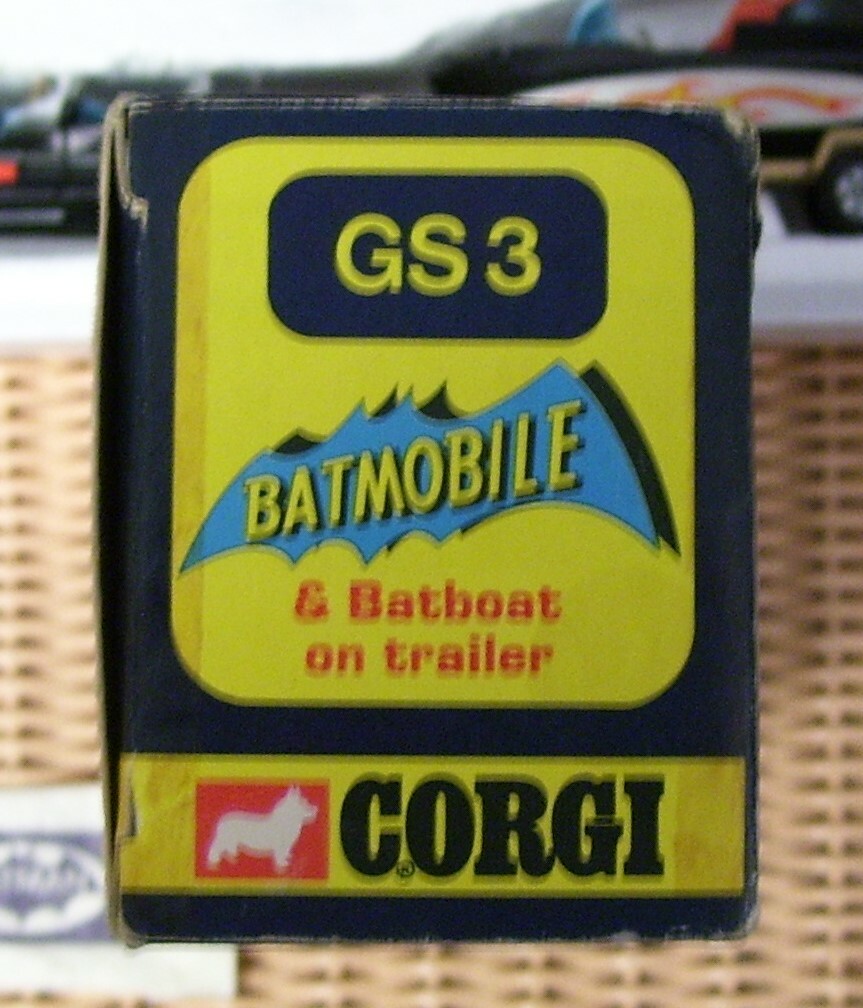 GS 3
BATMOBILE
& Batboat
on trailer
CORGI
®